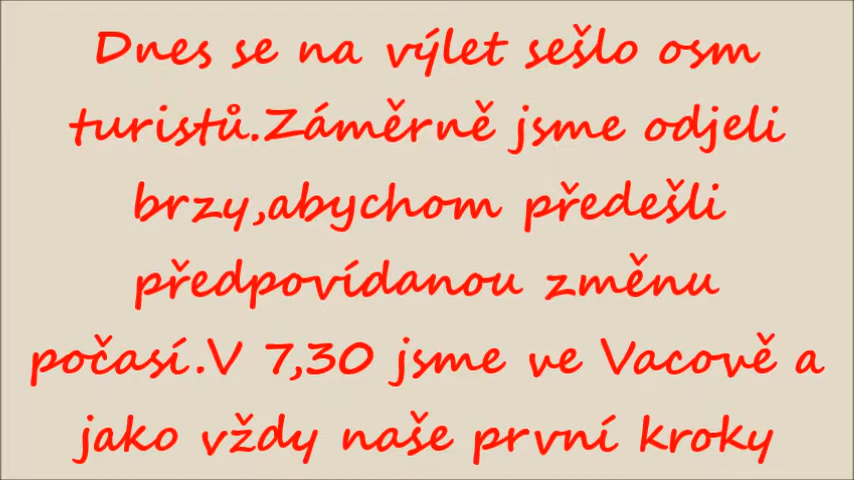 Dnes se na výlet sešlo osm
turistů.Záměrně jsme odjeli
brzy,abychom předešli
předpovídanou změnu
počasí.V 7,30 jsme ve Vacově a
jako vždy naše první kroky